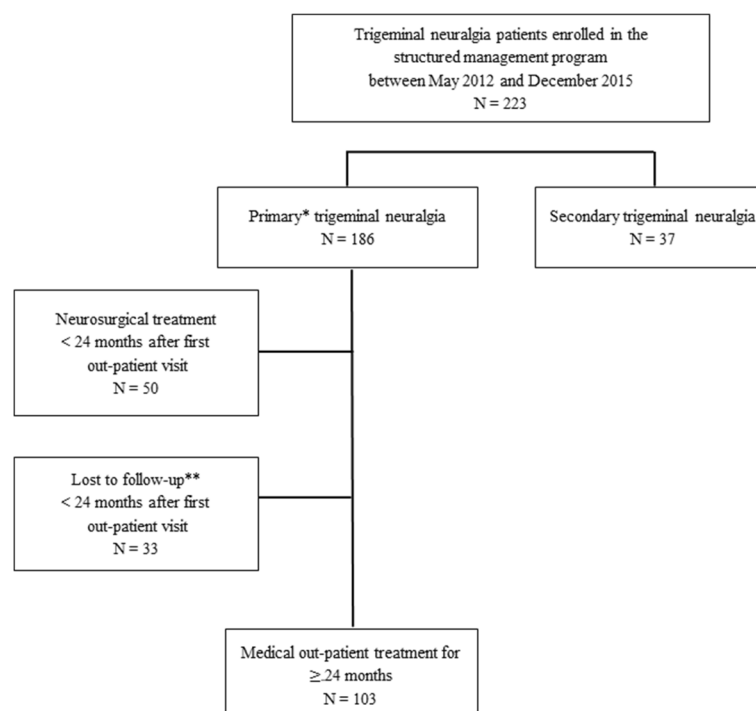 Trigeminal neuralgia patients enrolled in the
structured management program
between May 2012 and December 2015
N = 223
Primary* trigeminal neuralgia
N = 186
Secondary trigeminal neuralgia
N = 37
Neurosurgical treatment
< 24 months after first
out-patient visit
N = 50
Lost to follow-up**
< 24 months after first
out-patient visit
N = 33
Medical out-patient treatment for
≥ 24 months
N = 103